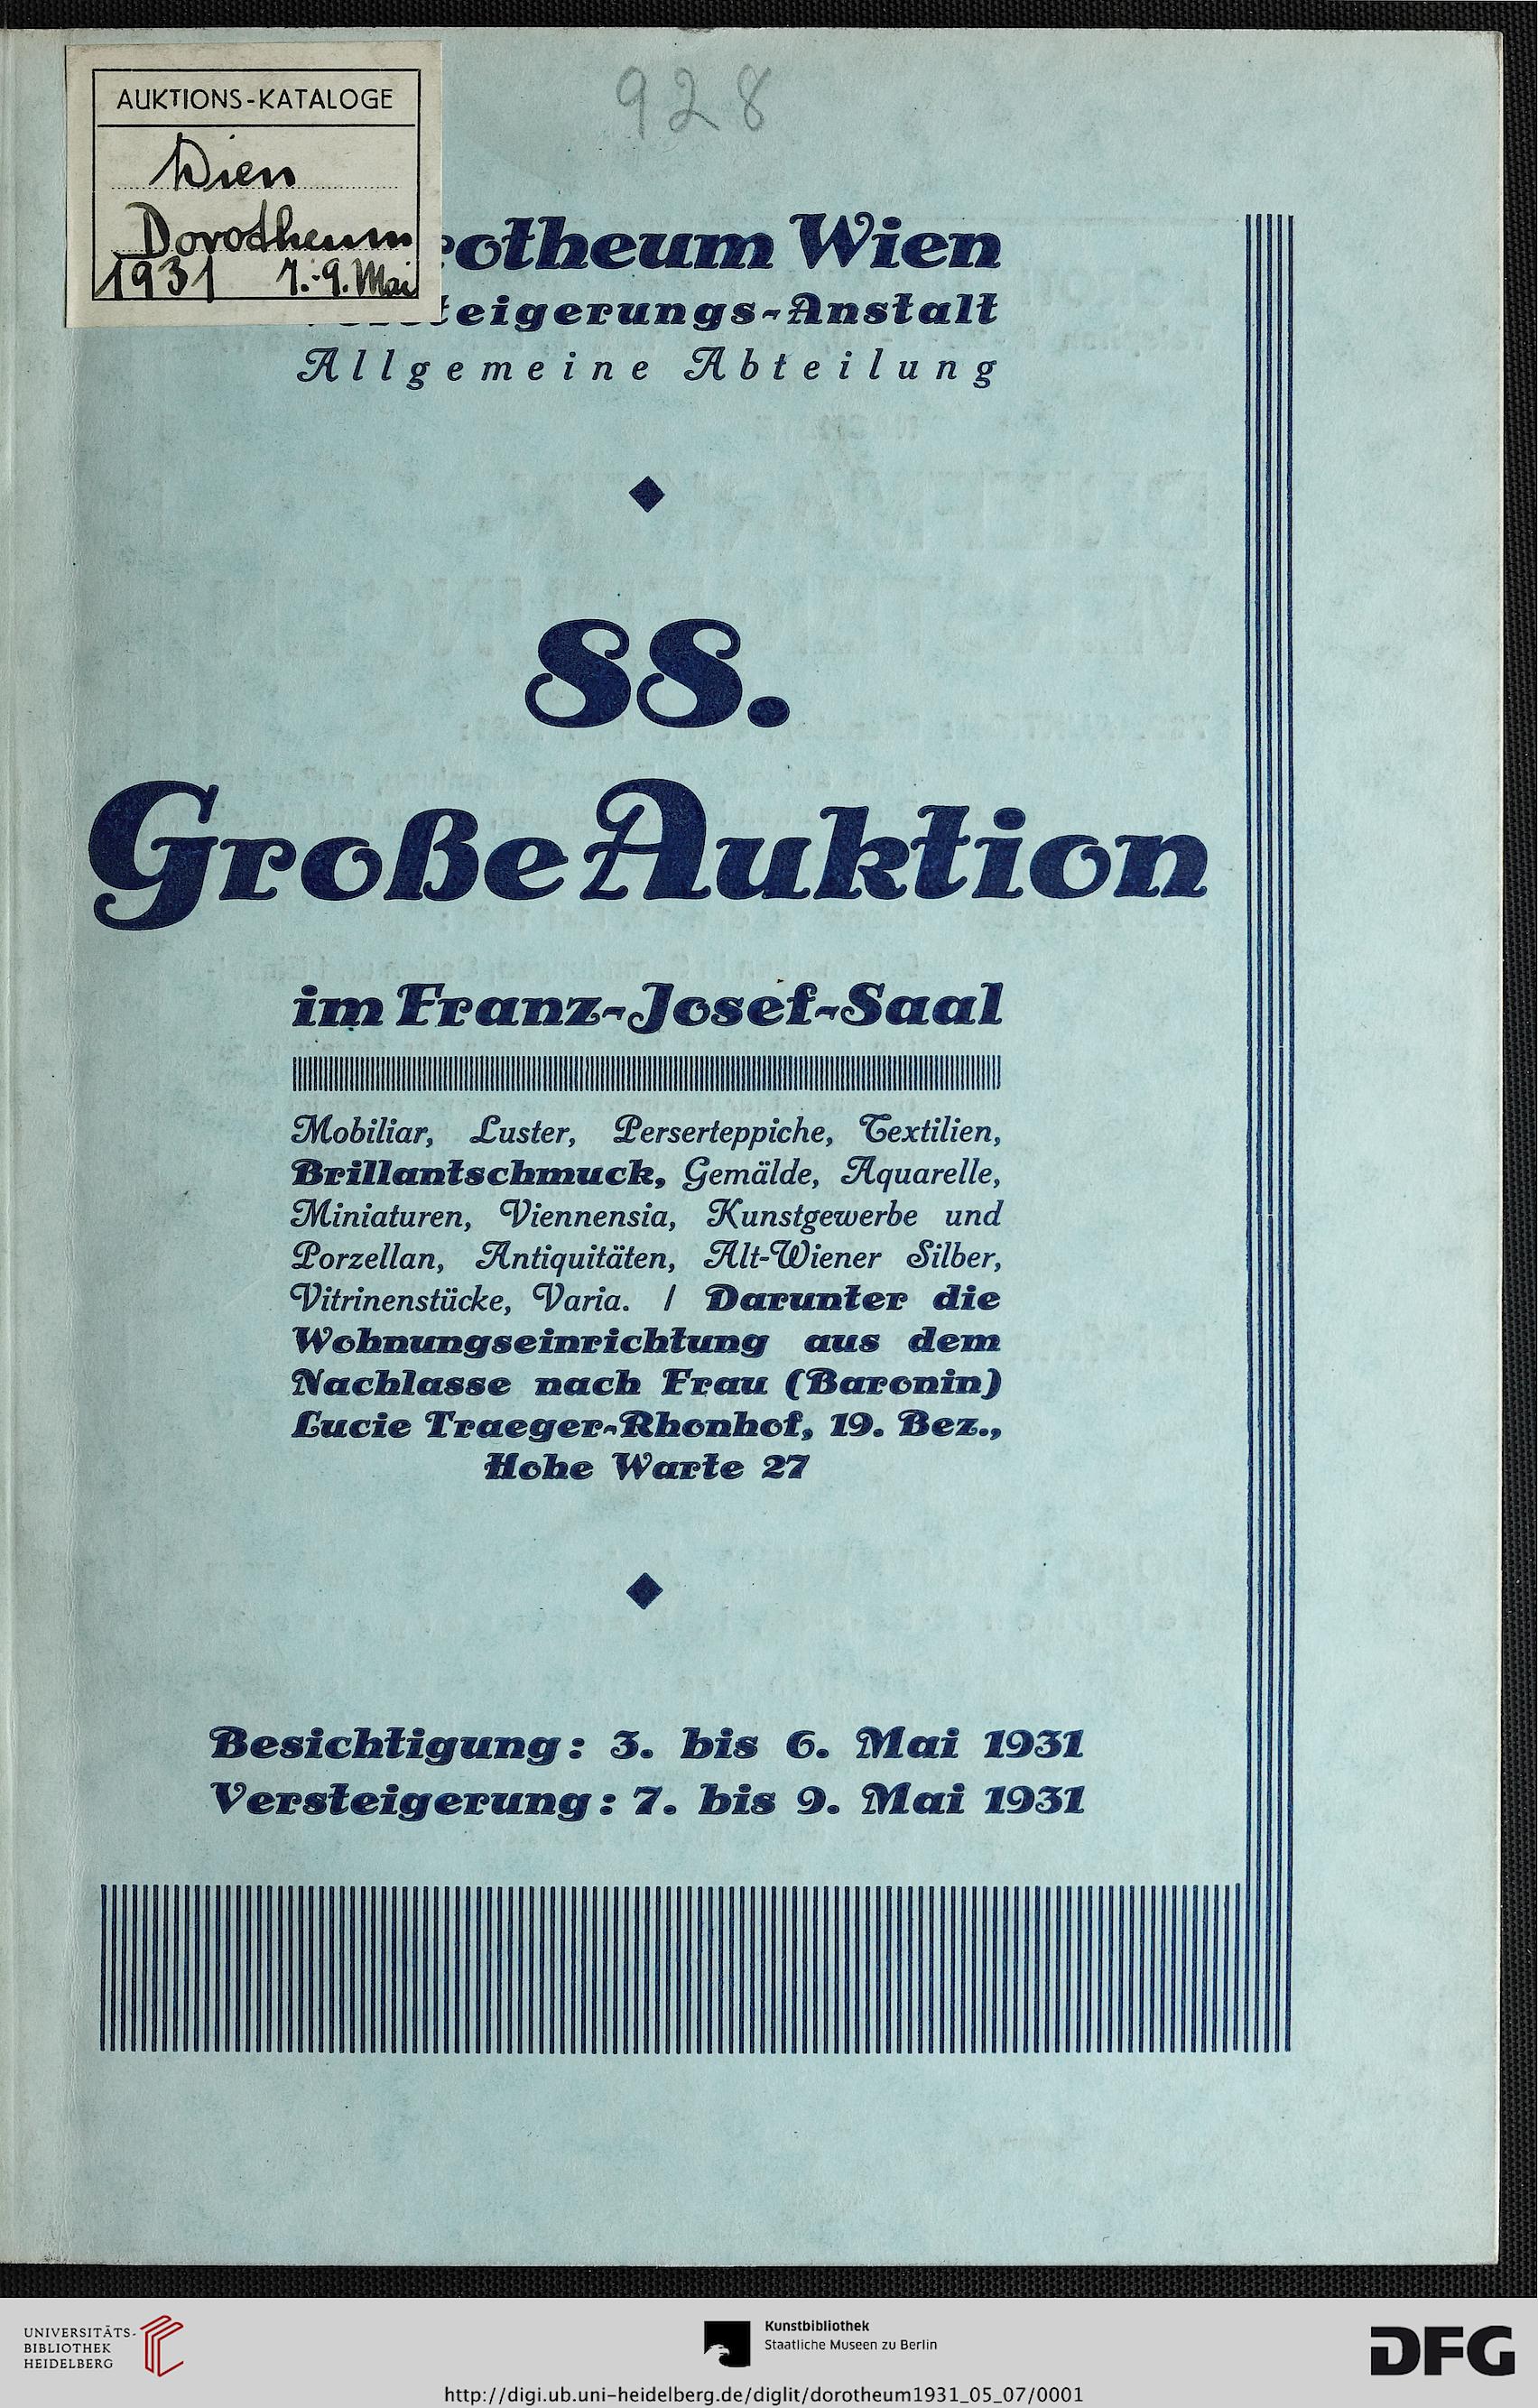 928
AUKTIONS-KATALOGE
Wien
Dorotheum
1931 7.-9. Mai
rotheum Wien
teigerungs-Anstalt
Allgemeine Abteilung
88.
Große Auktion
im Franz-Josef-Saal
Mobiliar, Luster, Perserteppiche, Textilien,
Brillantschmuck, Gemälde, Aquarelle,
Miniaturen, Viennensia, Kunstgewerbe und
Porzellan, Antiquitäten, Alt-Wiener Silber,
Vitrinenstücke, Varia. / Darunter die
Wohnungseinrichtung aus dem
Nachlasse nach Frau (Baronin)
Lucie Traeger-Rhonhof, 19. Bez.,
Hohe Warte 27
Besichtigung: 3. bis 6. Mai 1931
Versteigerung: 7. bis 9. Mai 1931
UNIVERSITÄTS-
BIBLIOTHEK
HEIDELBERG
Kunstbibliothek
Staatliche Museen zu Berlin
DFG
http://digi.ub.uni-heidelberg.de/diglit/dorotheum1931_05_07/0001